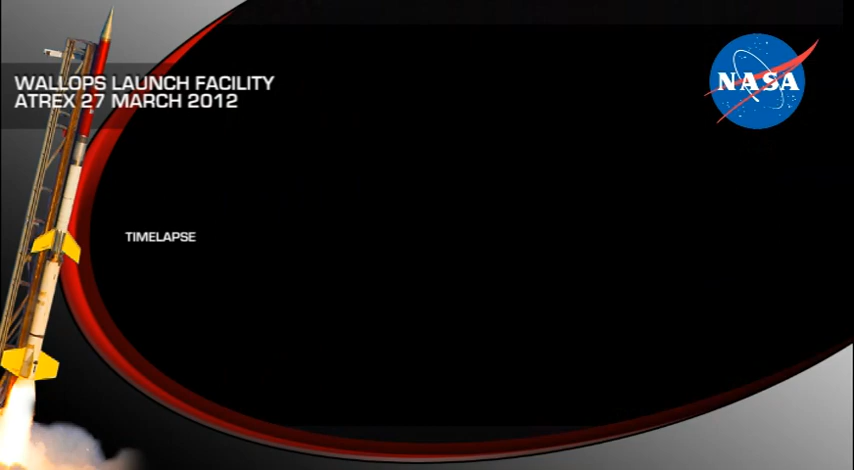 WALLOPS LAUNCH FACILITY
ATREX 27 MARCH 2012
NASA
TIMELAPSE